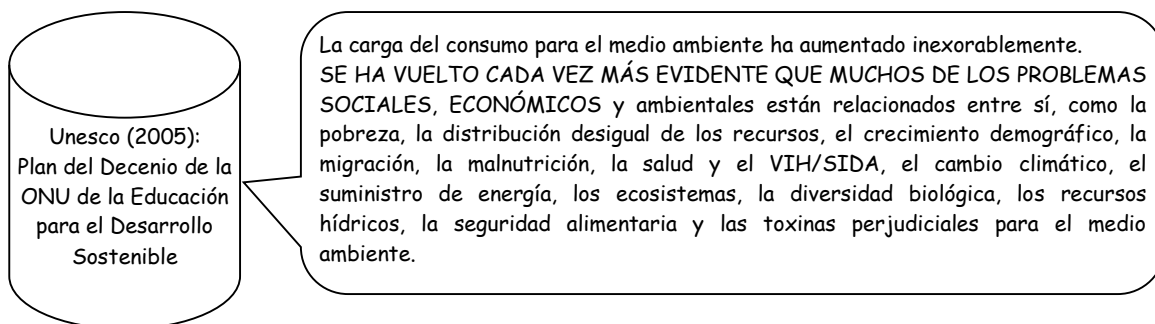 Unesco (2005):
Plan del Decenio de la
ONU de la Educación
para el Desarrollo
Sostenible
La carga del consumo para el medio ambiente ha aumentado inexorablemente.
SE HA VUELTO CADA VEZ MÁS EVIDENTE QUE MUCHOS DE LOS PROBLEMAS
SOCIALES, ECONÓMICOS y ambientales están relacionados entre sí, como la
pobreza, la distribución desigual de los recursos, el crecimiento demográfico, la
migración, la malnutrición, la salud y el VIH/SIDA, el cambio climático, el
suministro de energía, los ecosistemas, la diversidad biológica, los recursos
hídricos, la seguridad alimentaria y las toxinas perjudiciales para el medio
ambiente.